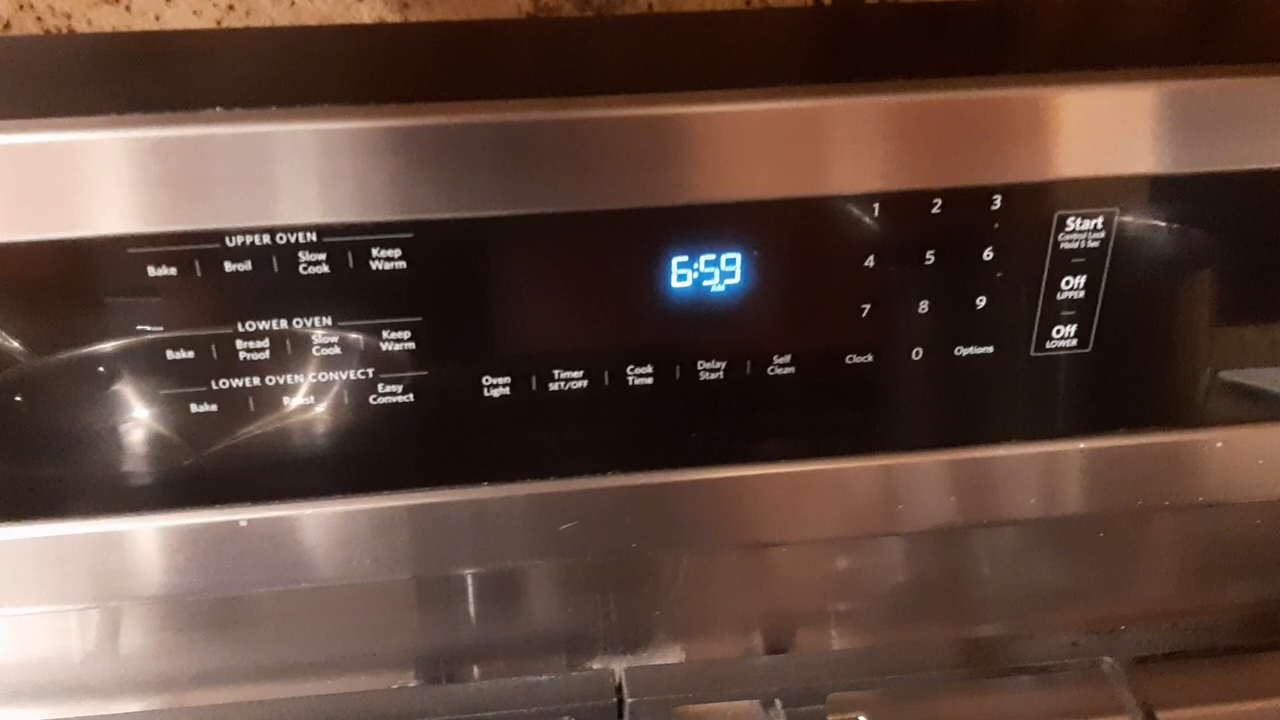 UPPER OVEN
Bake | Broil | Slow Cook | Keep Warm
LOWER OVEN
Bake | Bread Proof | Slow Cook | Keep Warm
LOWER OVEN CONVECT
Bake | Roast | Easy Convect
6:59
AM
Oven Light | Timer SET/OFF | Cook Time | Delay Start | Self Clean
1 2 3
4 5 6
7 8 9
Clock 0 Options
Start
Control Lock
Hold 5 Sec
Off
UPPER
Off
LOWER